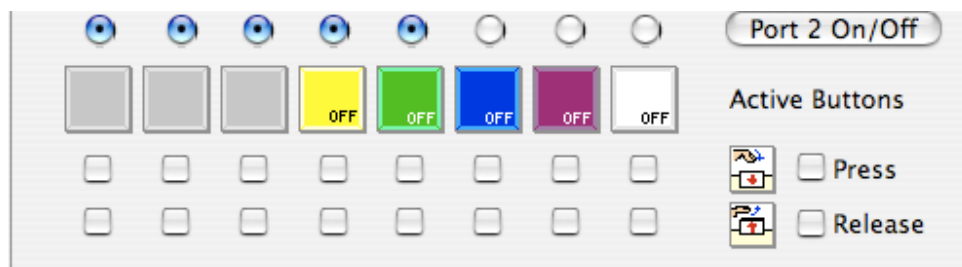 Port 2 On/Off
OFF OFF OFF OFF OFF
Active Buttons
Press
Release